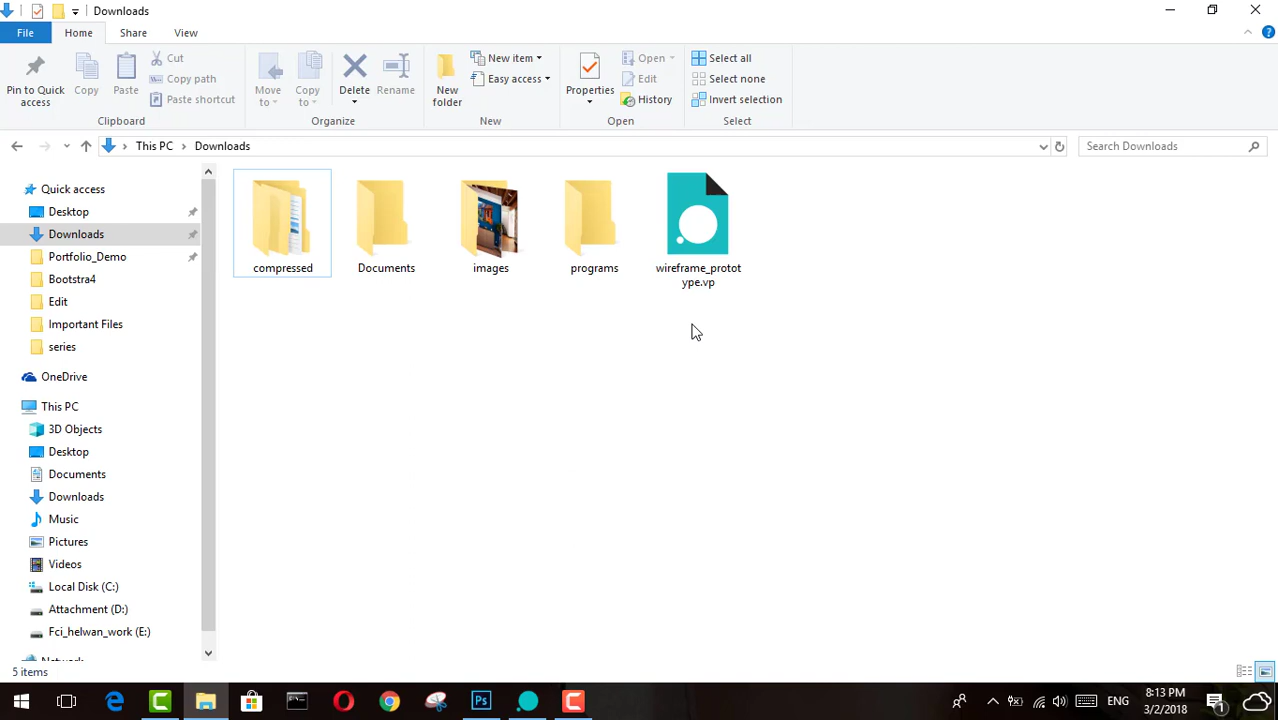 Downloads
File
Home
Share
View
Pin to Quick
access
Copy
Paste
Cut
Copy path
Paste shortcut
Clipboard
Move
to
Copy
to
Delete
Rename
Organize
New
folder
New item
Easy access
New
Properties
Open
Edit
History
Open
Select all
Select none
Invert selection
Select
This PC
Downloads
Search Downloads
Quick access
Desktop
Downloads
Portfolio_Demo
Bootstra4
Edit
Important Files
series
OneDrive
This PC
3D Objects
Desktop
Documents
Downloads
Music
Pictures
Videos
Local Disk (C:)
Attachment (D:)
Fci_helwan_work (E:)
Network
compressed
Documents
images
programs
wireframe_protot
ype.vp
5 items
Ps
ENG
8:13 PM
3/2/2018
1